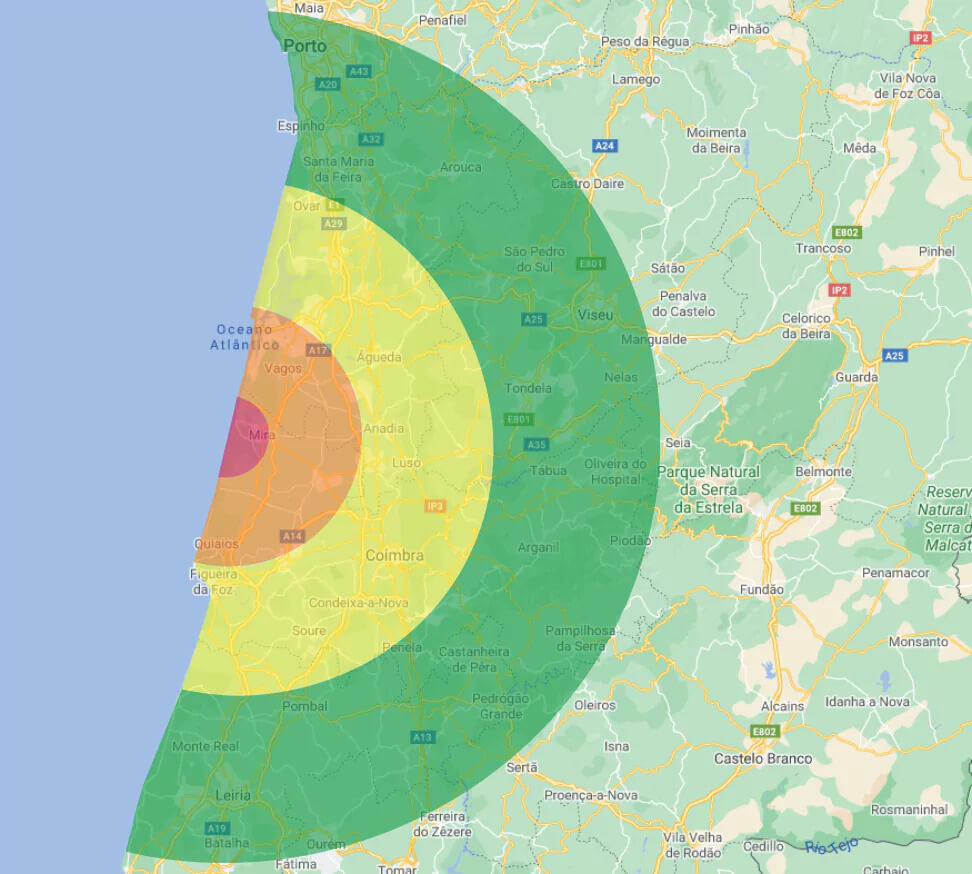 Maia
Penafiel
Pinhão
IP2
Porto
Peso da Régua
A43
Lamego
Vila Nova
de Foz Côa
A20
Espinho
A32
Moimenta
da Beira
A24
Mêda
Santa Maria
da Feira
Arouca
Castro Daire
Ovar
E1
A29
E802
Trancoso
Pinhel
São Pedro
do Sul
E801
Sátão
IP2
Penalva
do Castelo
Viseu
A25
Celorico
da Beira
Oceano
Atlântico
A17
Mangualde
A25
Águeda
Vagos
Tondela
Nelas
Guarda
E801
Mira
Anadia
A35
Seia
Luso
Tábua
Oliveira do
Hospital
Parque Natural
da Serra
da Estrela
Belmonte
IP3
E802
Reserv
Natural
Serra d
Malcat
Quiaios
A14
Coimbra
Arganil
Piodão
Figueira
da Foz
Penamacor
Fundão
Condeixa-a-Nova
Soure
Penela
Pampilhosa
da Serra
Monsanto
Castanheira
de Pêra
Pedrógão
Grande
Pombal
Oleiros
Alcains
Idanha a Nova
Monte Real
A13
Isna
E802
Castelo Branco
Sertã
Leiria
Proença-a-Nova
Rosmaninhal
A19
Batalha
Ferreira
do Zêzere
Ourém
Vila Velha
de Rodão
Cedillo
Río Tejo
Fátima
Tomar
Carbajo